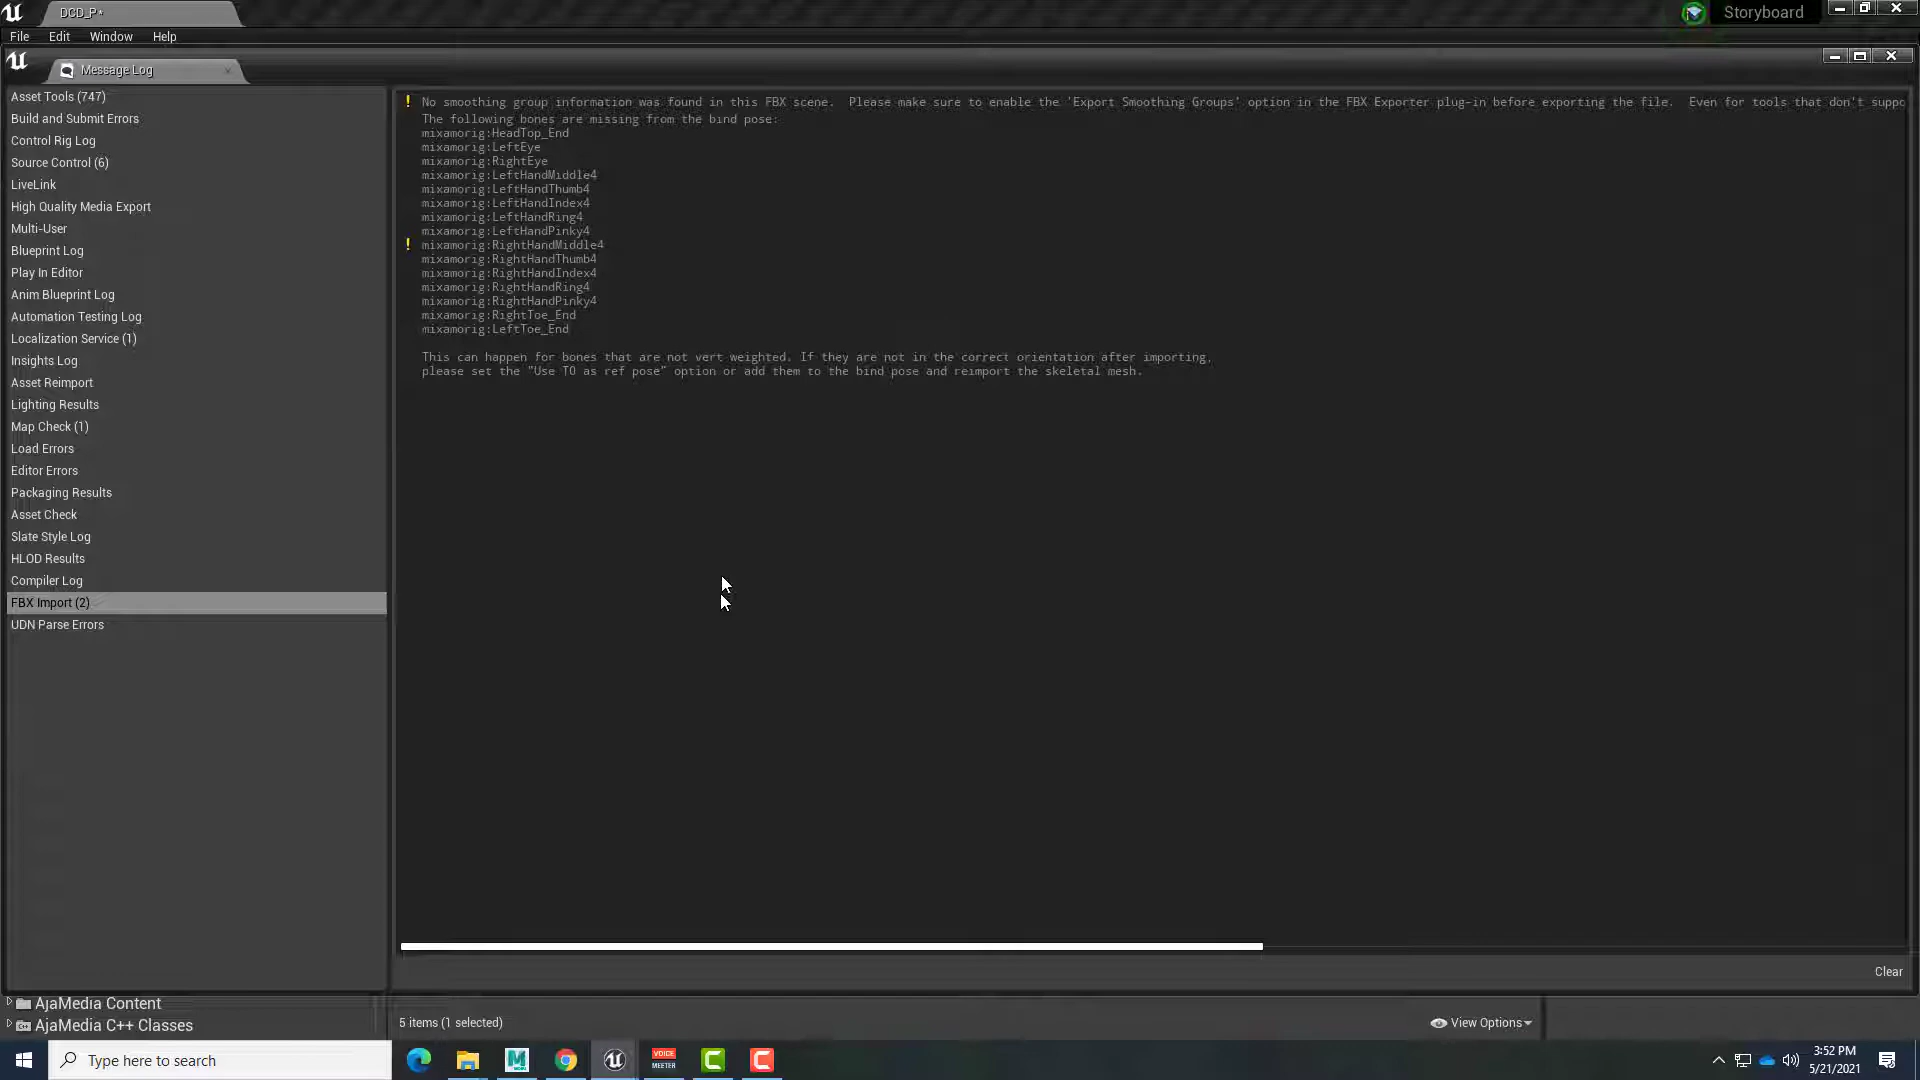 DCD_P*
Storyboard
File Edit Window Help
Message Log
Asset Tools (747)
Build and Submit Errors
Control Rig Log
Source Control (6)
LiveLink
High Quality Media Export
Multi-User
Blueprint Log
Play In Editor
Anim Blueprint Log
Automation Testing Log
Localization Service (1)
Insights Log
Asset Reimport
Lighting Results
Map Check (1)
Load Errors
Editor Errors
Packaging Results
Asset Check
Slate Style Log
HLOD Results
Compiler Log
FBX Import (2)
UDN Parse Errors
! No smoothing group information was found in this FBX scene.  Please make sure to enable the 'Export Smoothing Groups' option in the FBX Exporter plug-in before exporting the file.  Even for tools that don't suppo
The following bones are missing from the bind pose:
mixamorig:HeadTop_End
mixamorig:LeftEye
mixamorig:RightEye
mixamorig:LeftHandMiddle4
mixamorig:LeftHandThumb4
mixamorig:LeftHandIndex4
mixamorig:LeftHandRing4
mixamorig:LeftHandPinky4
! mixamorig:RightHandMiddle4
mixamorig:RightHandThumb4
mixamorig:RightHandIndex4
mixamorig:RightHandRing4
mixamorig:RightHandPinky4
mixamorig:RightToe_End
mixamorig:LeftToe_End
This can happen for bones that are not vert weighted. If they are not in the correct orientation after importing,
please set the "Use T0 as ref pose" option or add them to the bind pose and reimport the skeletal mesh.
Clear
AjaMedia Content
AjaMedia C++ Classes
5 items (1 selected)
View Options
Type here to search
VOICE
MEETER
3:52 PM
5/21/2021